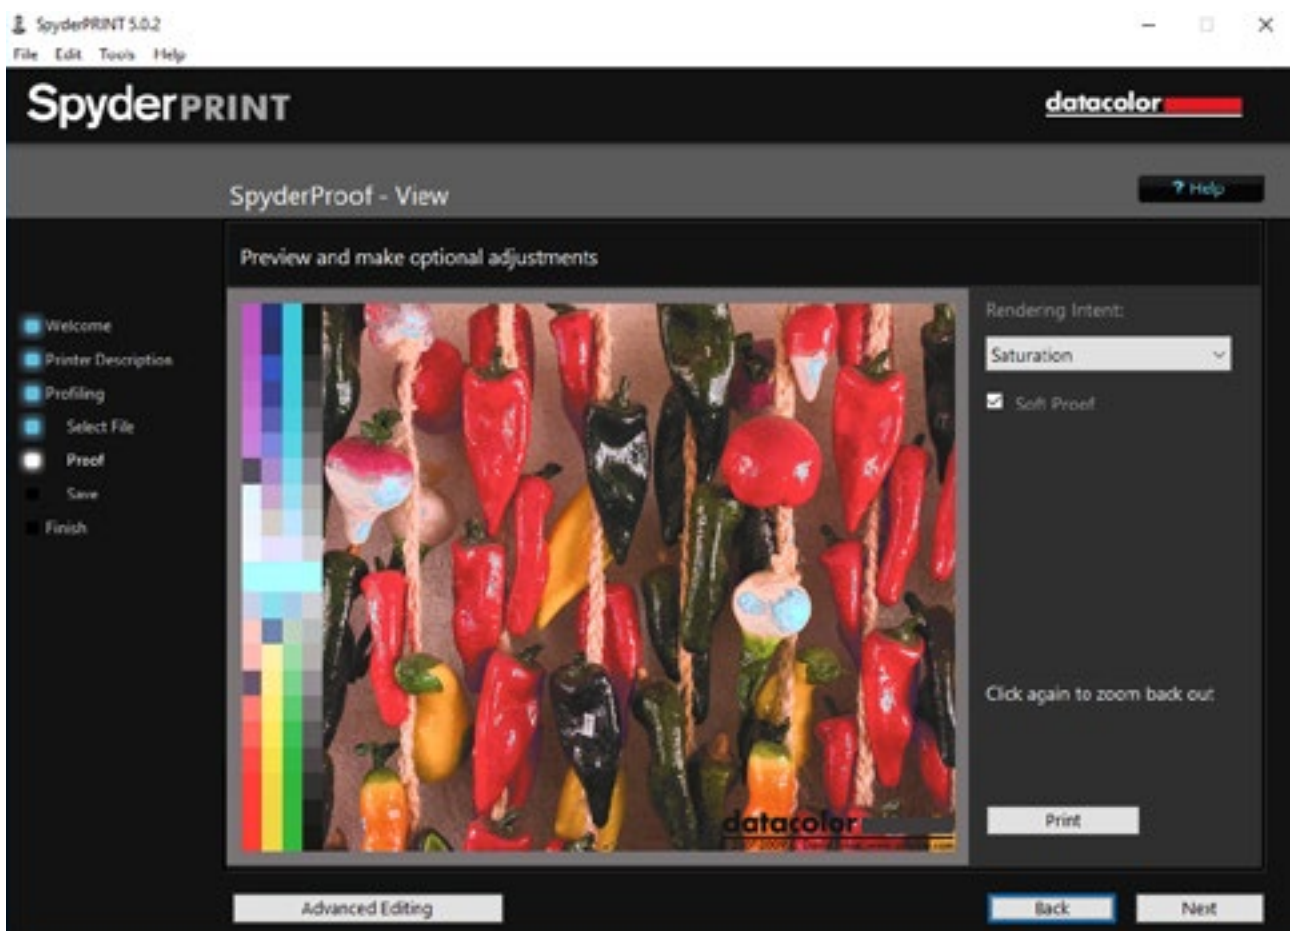 SpyderPRINT 5.0.2
File Edit Tools Help
SpyderPRINT
datacolor
SpyderProof - View
? Help
Preview and make optional adjustments
Welcome
Printer Description
Profiling
Select File
Proof
Save
Finish
Rendering Intent:
Saturation
Soft Proof
Click again to zoom back out
Print
datacolor
Advanced Editing
Back
Next